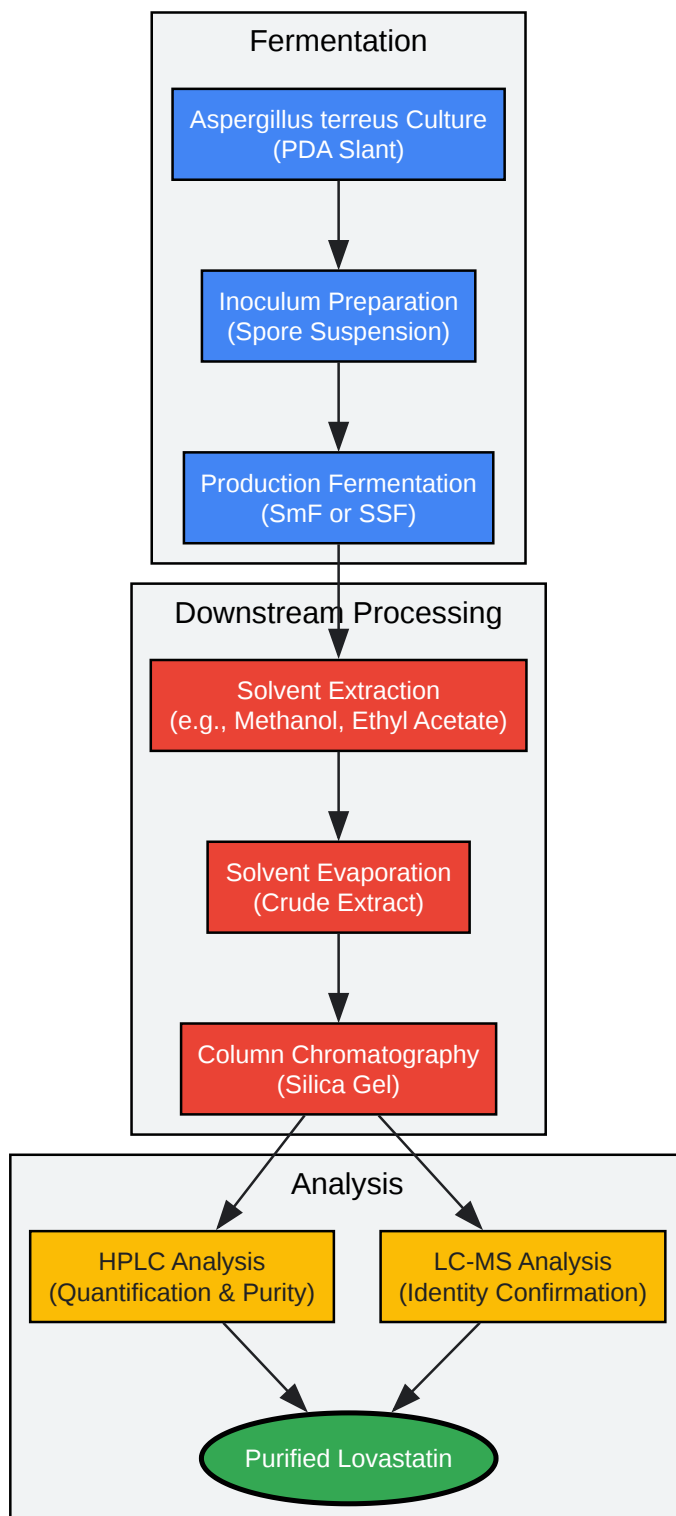 Fermentation
Aspergillus terreus Culture
(PDA Slant)
Inoculum Preparation
(Spore Suspension)
Production Fermentation
(SmF or SSF)
Downstream Processing
Solvent Extraction
(e.g., Methanol, Ethyl Acetate)
Solvent Evaporation
(Crude Extract)
Column Chromatography
(Silica Gel)
Analysis
HPLC Analysis
(Quantification & Purity)
LC-MS Analysis
(Identity Confirmation)
Purified Lovastatin